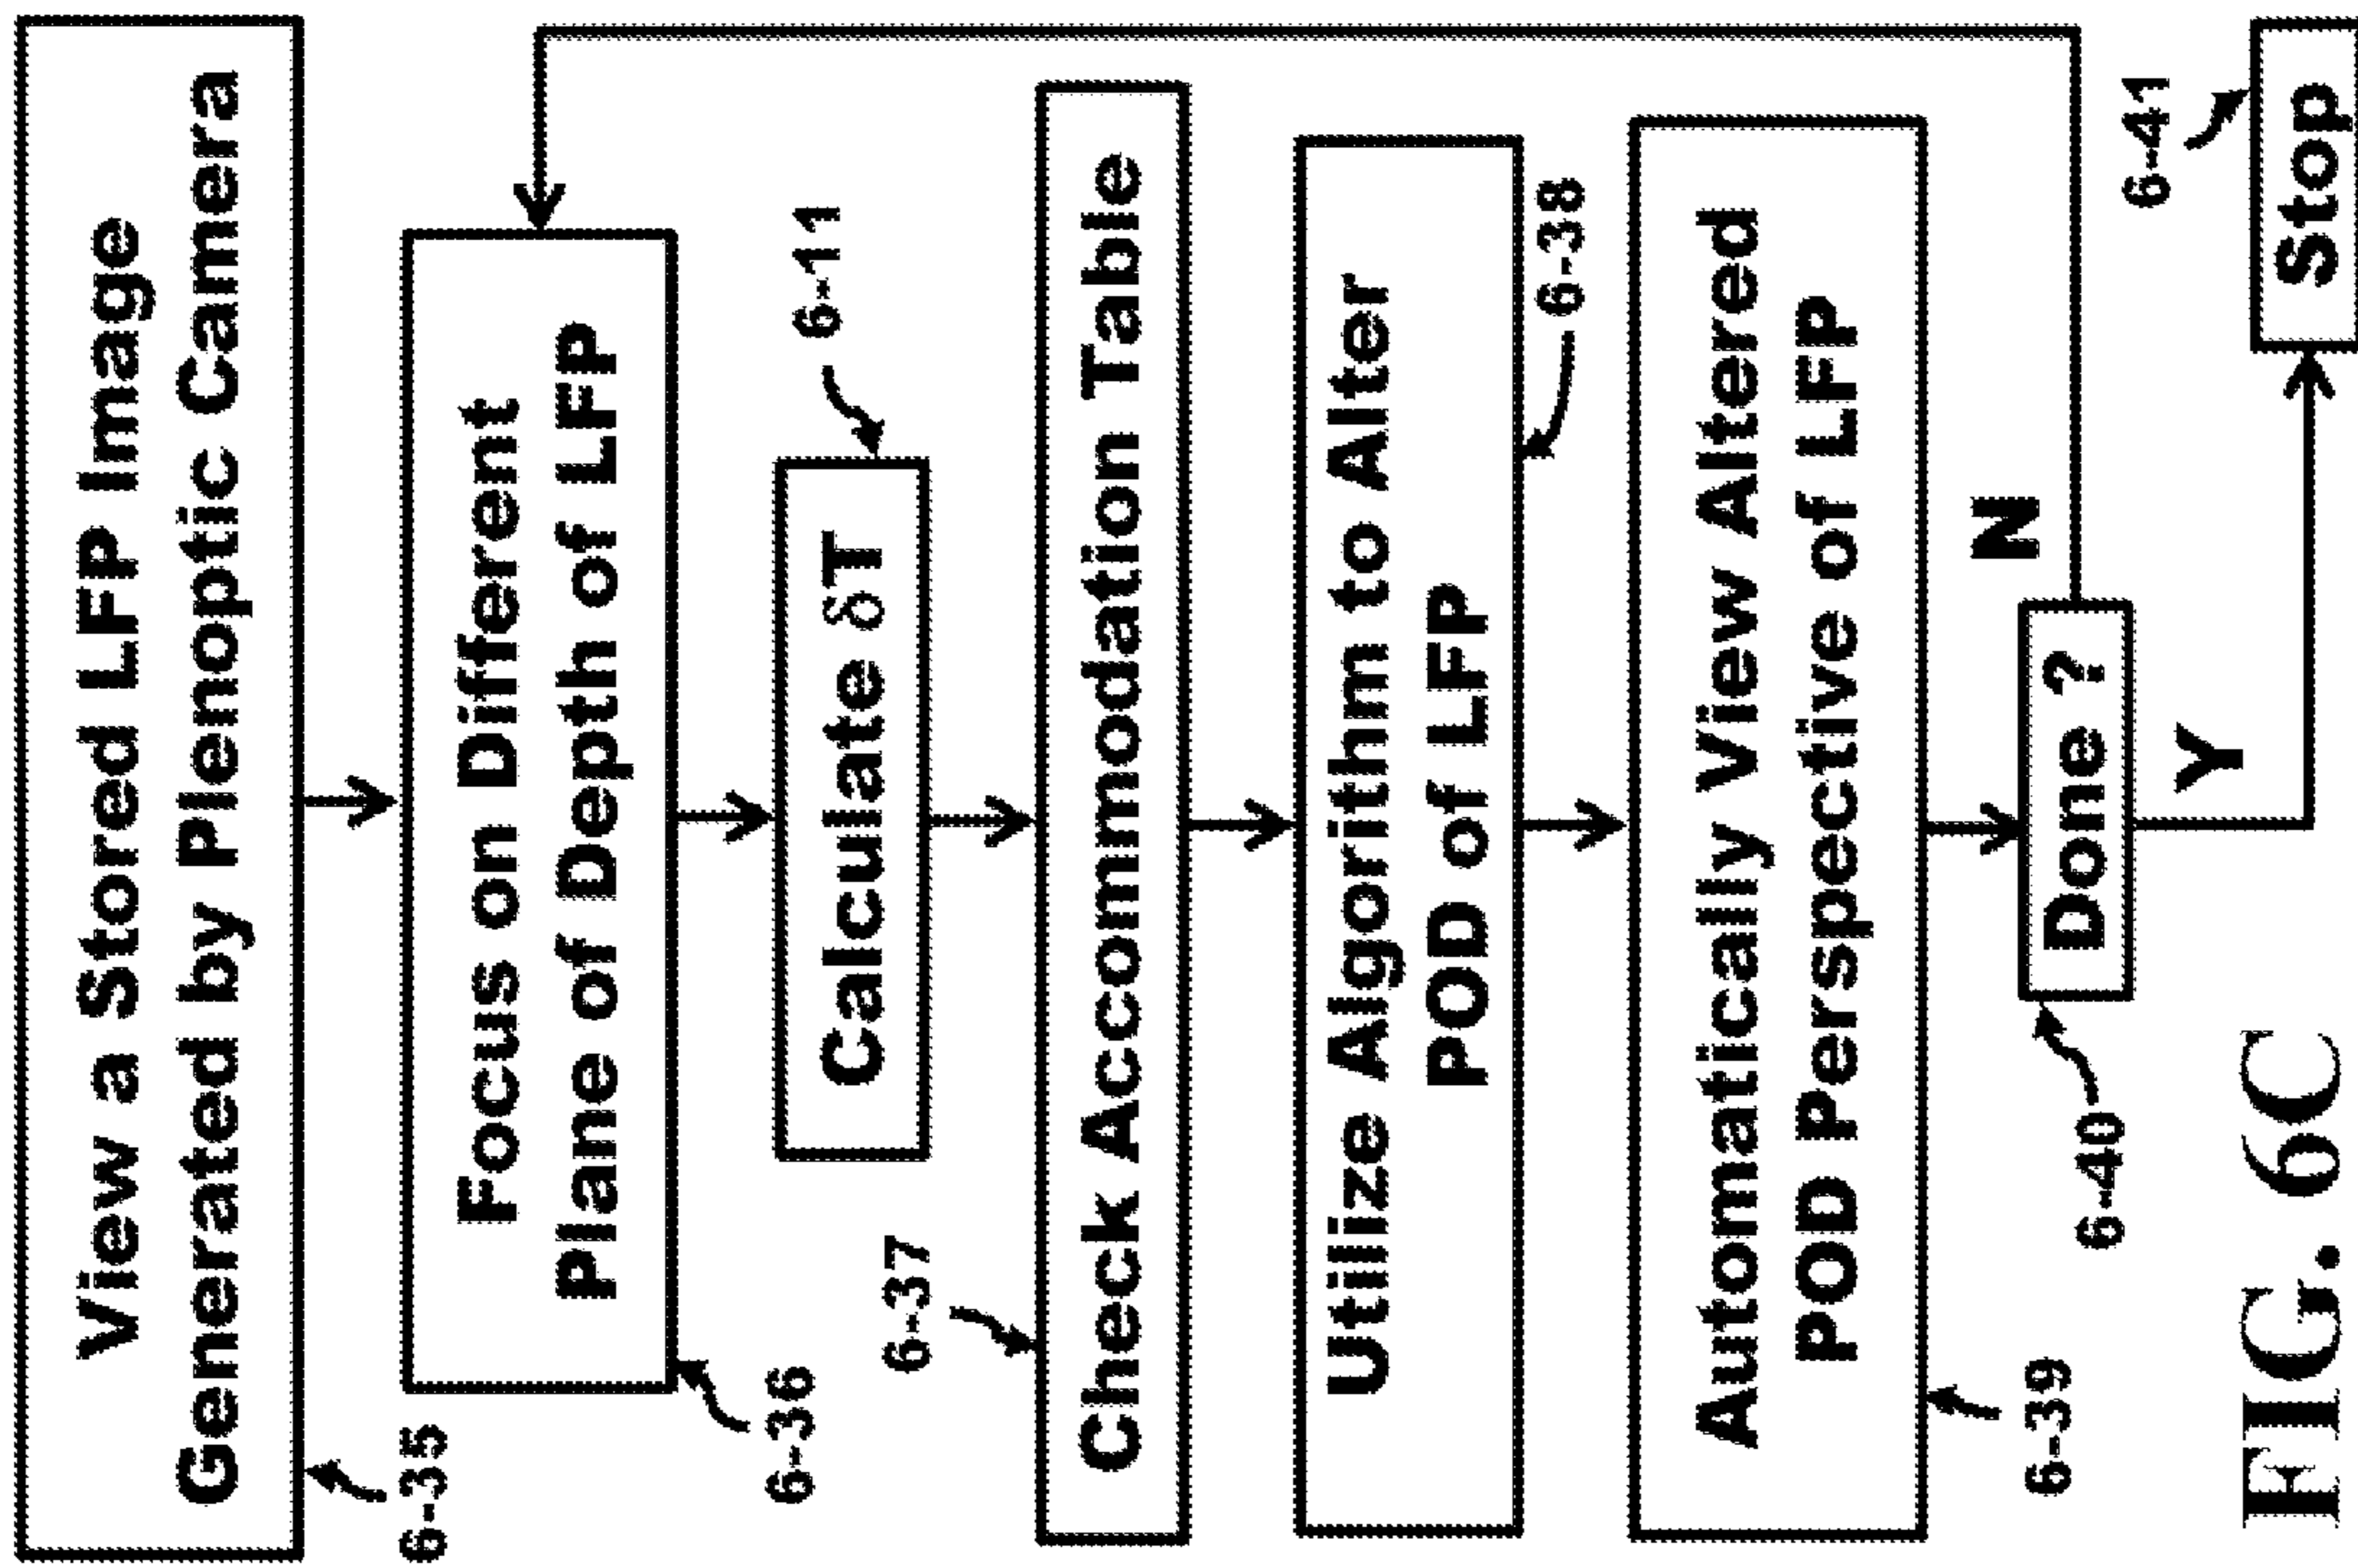 View a Stored LFP Image
Generated by Plenoptic Camera
6-35
Focus on Different
Plane of Depth of LFP
6-36
Calculate δT
6-11
6-37
Check Accommodation Table
Utilize Algorithm to Alter
POD of LFP
6-38
Automatically View Altered
POD Perspective of LFP
6-39
N
Done ?
6-40
Y
6-41
Stop
FIG. 6C